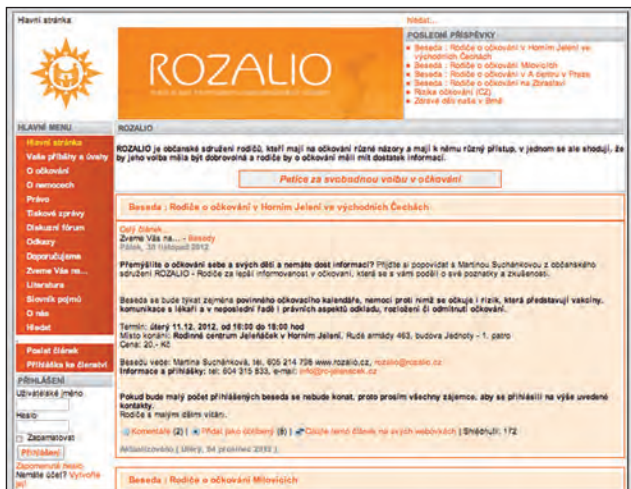 Hlavní stránka
hledat...
ROZALIO
POSLEDNÍ PŘÍSPĚVKY
Beseda : Rodiče o očkování v Horním Jelení ve
východních Čechách
Beseda : Rodiče o očkování Milovicích
Beseda : Rodiče o očkování v A centru v Praze
Beseda : Rodiče o očkování na Zbraslavi
Rizika očkování (CZ)
Zdravé děti naša v Brně
HLAVNÍ MENU
Hlavní stránka
Vaše příběhy a úvahy
O očkování
O nemocech
Právo
Tiskové zprávy
Diskuzní fórum
Odkazy
Doporučujeme
Zveme Vás na...
Literatura
Slovník pojmů
O nás
Hledat
Poslat článek
Přihláška ke členství
PŘIHLÁŠENÍ
Uživatelské jméno
Heslo
Zapamatovat
Přihlášení
Zapomenuté heslo
Nemáte účet? Vytvořte
jej!
ROZALIO
ROZALIO je občanské sdružení rodičů, kteří mají na očkování různé názory a mají k němu různý přístup, v jednom se ale shodují, že
by jeho volba měla být dobrovolná a rodiče by o očkování měli mít dostatek informací.
Petice za svobodnou volbu v očkování
Beseda : Rodiče o očkování v Horním Jelení ve východních Čechách
Celý článek...
Zveme Vás na... - Besedy
Pátek, 30 listopad 2012
Přemýšlíte o očkování sebe a svých dětí a nemáte dost informací? Přijďte si popovídat s Martinou Suchánkovou z občanského
sdružení ROZALIO - Rodiče za lepší informovanost v očkování, která se s vámi podělí o své poznatky a zkušenosti.
Beseda se bude týkat zejména povinného očkovacího kalendáře, nemocí proti nimž se očkuje i rizik, která představují vakcíny,
komunikace s lékaři a v neposlední řadě i právních aspektů odkladu, rozložení či odmítnutí očkování.
Termín: úterý 11.12. 2012, od 16:00 do 18:00 hod
Místo konání: Rodinné centrum Jeleňáček v Horním Jelení, Rudé armády 463, budova Jednoty - 1. patro
Cena: 20,- Kč
Besedu vede: Martina Suchánková, tel. 605 214 798 www.rozalio.cz, rozalio@rozalio.cz
Informace a přihlášky: tel: 604 315 833, e-mail: info@rc-jelenacek.cz
Pokud bude malý počet přihlášených beseda se nebude konat, proto prosím všechny zájemce, aby se přihlásili na výše uvedené
kontakty.
Rodiče s malými dětmi vítáni.
Komentáře (2) | Přidat jako oblíbený (6) | Citujte tento článek na svých webovkách | Shlédnutí: 172
Aktualizováno ( Úterý, 04 prosinec 2012 )
Beseda : Rodiče o očkování Milovicích